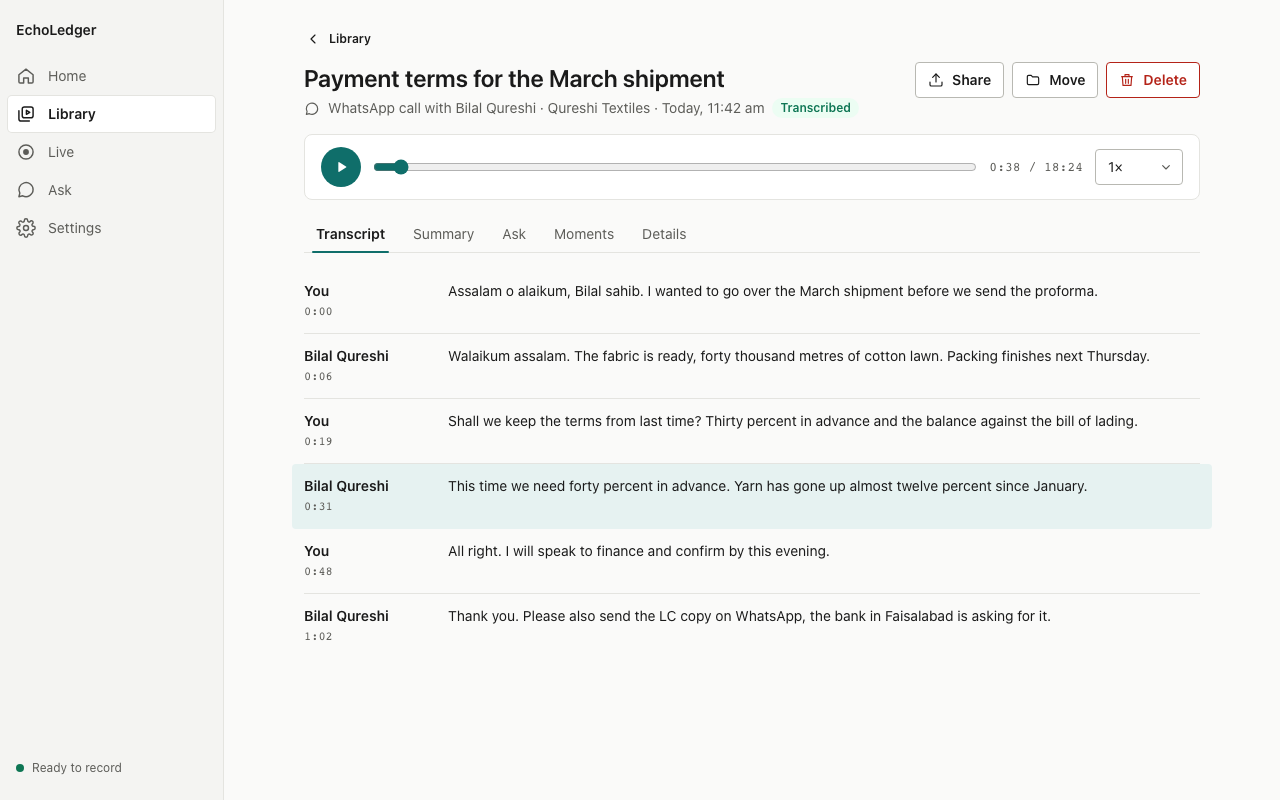 EchoLedger
Home
Library
Live
Ask
Settings
Ready to record
Library
Payment terms for the March shipment
Share
Move
Delete
WhatsApp call with Bilal Qureshi · Qureshi Textiles · Today, 11:42 am Transcribed
0:38 / 18:24
1×
Transcript Summary Ask Moments Details
You
Assalam o alaikum, Bilal sahib. I wanted to go over the March shipment before we send the proforma.
0:00
Bilal Qureshi
Walaikum assalam. The fabric is ready, forty thousand metres of cotton lawn. Packing finishes next Thursday.
0:06
You
Shall we keep the terms from last time? Thirty percent in advance and the balance against the bill of lading.
0:19
Bilal Qureshi
This time we need forty percent in advance. Yarn has gone up almost twelve percent since January.
0:31
You
All right. I will speak to finance and confirm by this evening.
0:48
Bilal Qureshi
Thank you. Please also send the LC copy on WhatsApp, the bank in Faisalabad is asking for it.
1:02